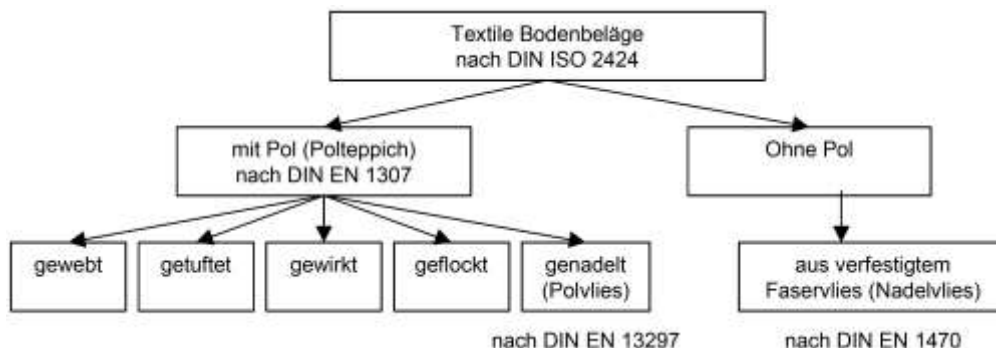 Textile Bodenbeläge
nach DIN ISO 2424
mit Pol (Polteppich)
nach DIN EN 1307
Ohne Pol
gewebt
getuftet
gewirkt
geflockt
genadelt
(Polvlies)
aus verfestigtem
Faservlies (Nadelvlies)
nach DIN EN 13297
nach DIN EN 1470